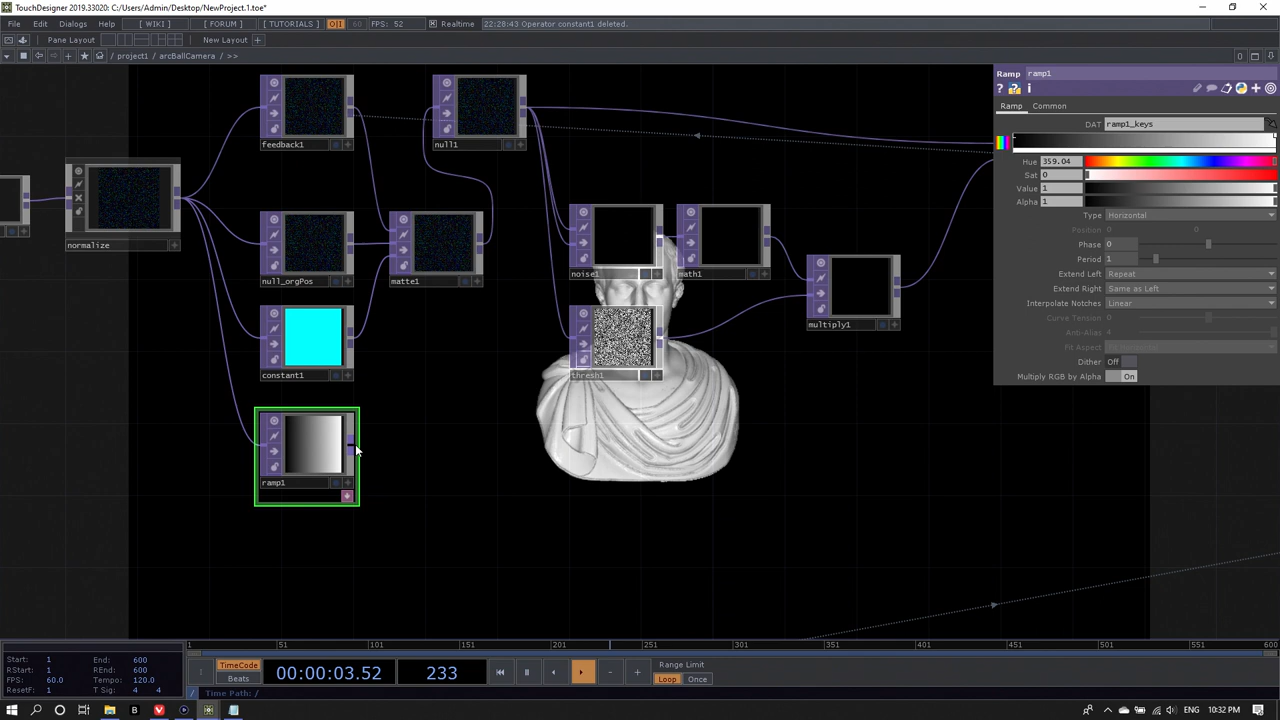 TouchDesigner 2019.33020: C:/Users/Admin/Desktop/NewProject.1.toe*
File Edit Dialogs Help [ WIKI ] [ FORUM ] [ TUTORIALS ] O|I 60 FPS: 52 Realtime 22:28:43 Operator constant1 deleted.
Pane Layout New Layout +
/ project1 / arcBallCamera / >>
Ramp ramp1
Ramp Common
DAT ramp1_keys
feedback1
null1
Hue 359.04
Sat 0
Value 1
Alpha 1
Type Horizontal
Position 0 0
normalize
Phase 0
Period 1
null_orgPos
matte1
noise1
math1
Extend Left Repeat
Extend Right Same as Left
Interpolate Notches Linear
Curve Tension 0
multiply1
Anti-Alias 4
Fit Aspect
Dither Off
constant1
thresh1
Multiply RGB by Alpha On
ramp1
1 51 101 151 201 251 301 351 401 451 501 551 600
Start: 1 End: 600
RStart: 1 REnd: 600
FPS: 60.0 Tempo: 120.0
ResetF: 1 T Sig: 4 4
TimeCode
Beats
00:00:03.52
233
Range Limit
Loop Once
/ Time Path: /
ENG 10:32 PM